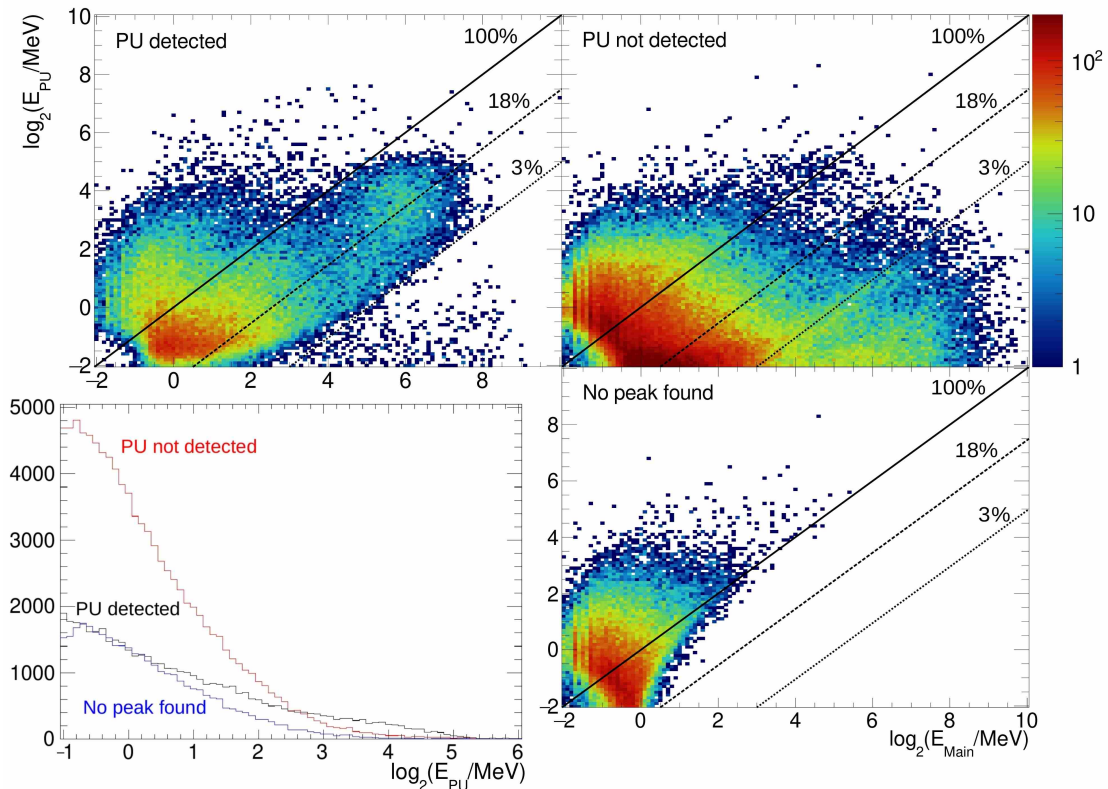 log₂(E_PU/MeV)
10
8
6
4
2
0
−2
PU detected
100%
18%
3%
−2 0 2 4 6 8
PU not detected
100%
18%
3%
10²
10
1
No peak found
100%
18%
3%
8
6
4
2
0
−2
−2 0 2 4 6 8 10
log₂(E_Main/MeV)
5000
4000
3000
2000
1000
0
PU not detected
PU detected
No peak found
−1 0 1 2 3 4 5 6
log₂(E_PU/MeV)